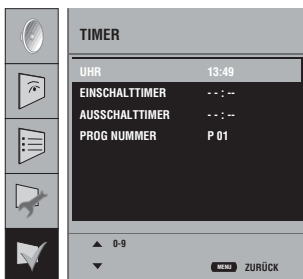 TIMER
UHR 13:49
EINSCHALTTIMER - - : - -
AUSSCHALTTIMER - - : - -
PROG NUMMER P 01
▲ 0-9
▼ MENU ZURÜCK